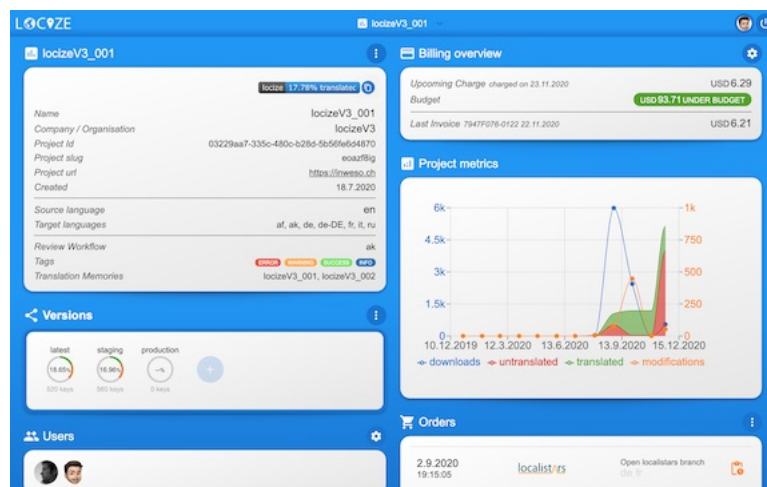 LOCIZE
locizeV3_001
locizeV3_001
locize 17.78% translated
Name locizeV3_001
Company / Organisation locizeV3
Project Id 03229aa7-335c-480c-b28d-5b56fe6d4870
Project slug eoazf8ig
Project url https://inweso.ch
Created 18.7.2020
Source language en
Target languages af, ak, de, de-DE, fr, it, ru
Review Workflow ak
Tags ERROR WARNING SUCCESS INFO
Translation Memories locizeV3_001, locizeV3_002
Versions
latest staging production
18.65% 16.96% -%
520 keys 560 keys 0 keys
+
Users
Billing overview
Upcoming Charge charged on 23.11.2020 USD 6.29
Budget USD 93.71 UNDER BUDGET
Last Invoice 7947F076-0122 22.11.2020 USD 6.21
Project metrics
6k 1k
4.5k 750
3k 500
1.5k 250
0 0
10.12.2019 12.3.2020 13.6.2020 13.9.2020 15.12.2020
downloads untranslated translated modifications
Orders
2.9.2020 localistars Open localistars branch
19:15:05 de fr